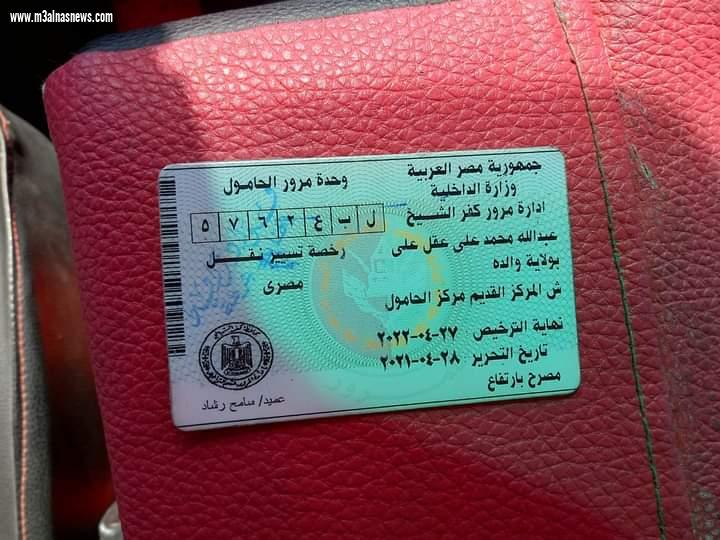 www.m3alnasnews.com
جمهورية مصر العربية
وزارة الداخلية
وحدة مرور الحامول
ادارة مرور كفر الشيخ
ل ب ع ٢ ٦ ٧ ٥
عبدالله محمد على عقل على
رخصة تسيير نقل
بولاية والده
مصرى
ش المركز القديم مركز الحامول
نهاية الترخيص ٢٧-٠٤-٢٠٢٢
تاريخ التحرير ٢٨-٠٤-٢٠٢١
مصرح بارتفاع
عميد/ سامح رشاد